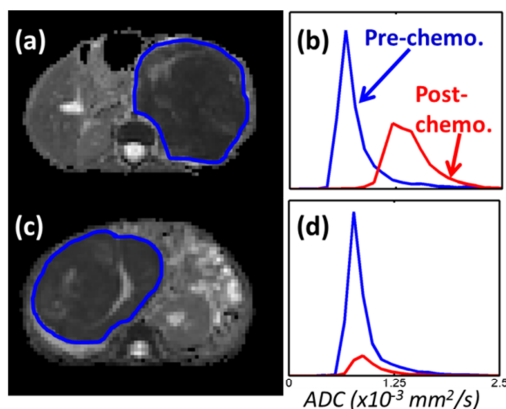 (a)
(b)
Pre-chemo.
Post-
chemo.
(c)
(d)
0
1.25
2.5
ADC (x10-3 mm2/s)